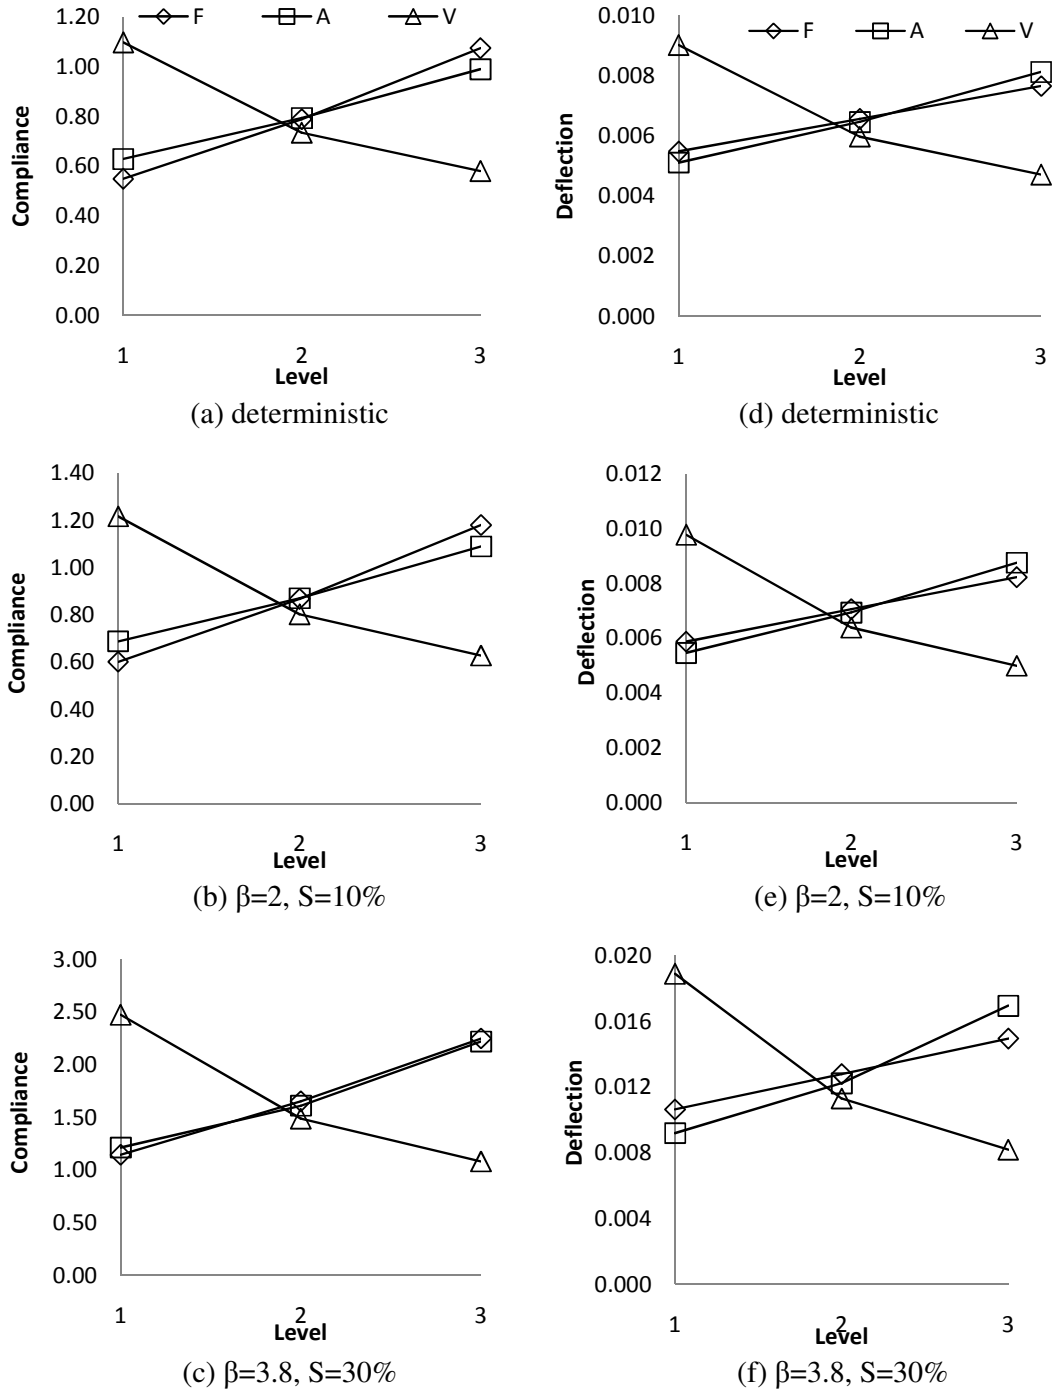 1.20
1.00
0.80
0.60
0.40
0.20
0.00
Compliance
F A V
1 2 3
Level
(a) deterministic
0.010
0.008
0.006
0.004
0.002
0.000
Deflection
F A V
1 2 3
Level
(d) deterministic
1.40
1.20
1.00
0.80
0.60
0.40
0.20
0.00
Compliance
1 2 3
Level
(b) β=2, S=10%
0.012
0.010
0.008
0.006
0.004
0.002
0.000
Deflection
1 2 3
Level
(e) β=2, S=10%
3.00
2.50
2.00
1.50
1.00
0.50
0.00
Compliance
1 2 3
Level
(c) β=3.8, S=30%
0.020
0.016
0.012
0.008
0.004
0.000
Deflection
1 2 3
Level
(f) β=3.8, S=30%